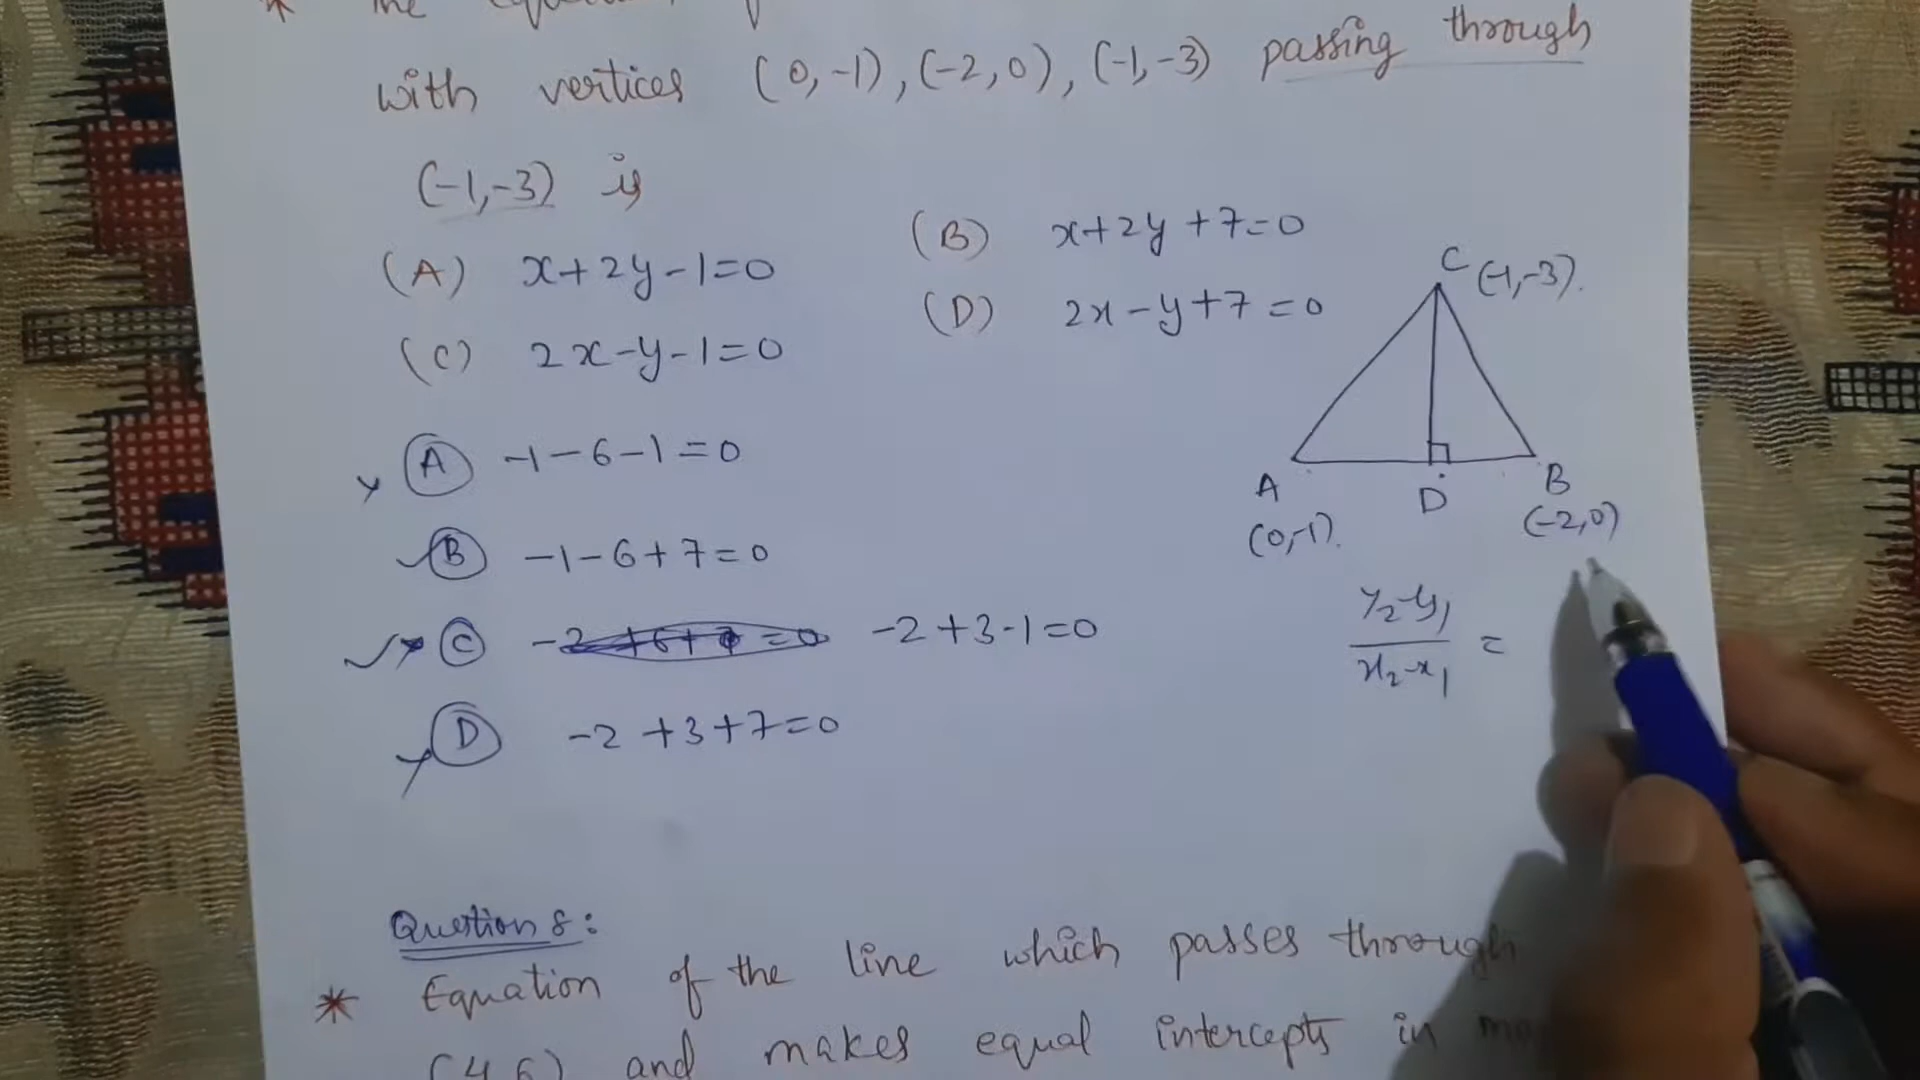 with vertices (0,-1), (-2,0), (-1,-3) passing through
(-1,-3) is
(A) x+2y-1=0
(B) x+2y+7=0
(C) 2x-y-1=0
(D) 2x-y+7=0
C (-1,-3).
A
D
B
(0,-1).
(-2,0)
A -1-6-1=0
B -1-6+7=0
C -2+3-1=0
D -2+3+7=0
y2-y1
x2-x1 =
Question 8:
* Equation of the line which passes through
(4,6) and makes equal intercepts in